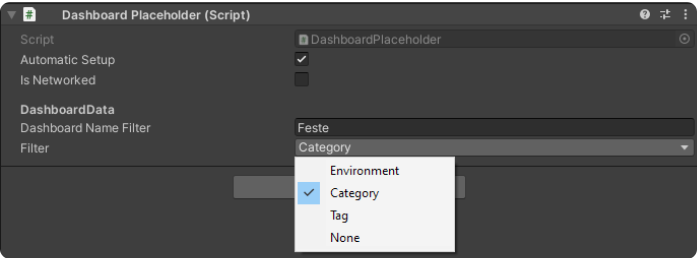 # Dashboard Placeholder (Script)
Script DashboardPlaceholder
Automatic Setup
Is Networked
DashboardData
Dashboard Name Filter Feste
Filter Category
Environment
Category
Tag
None